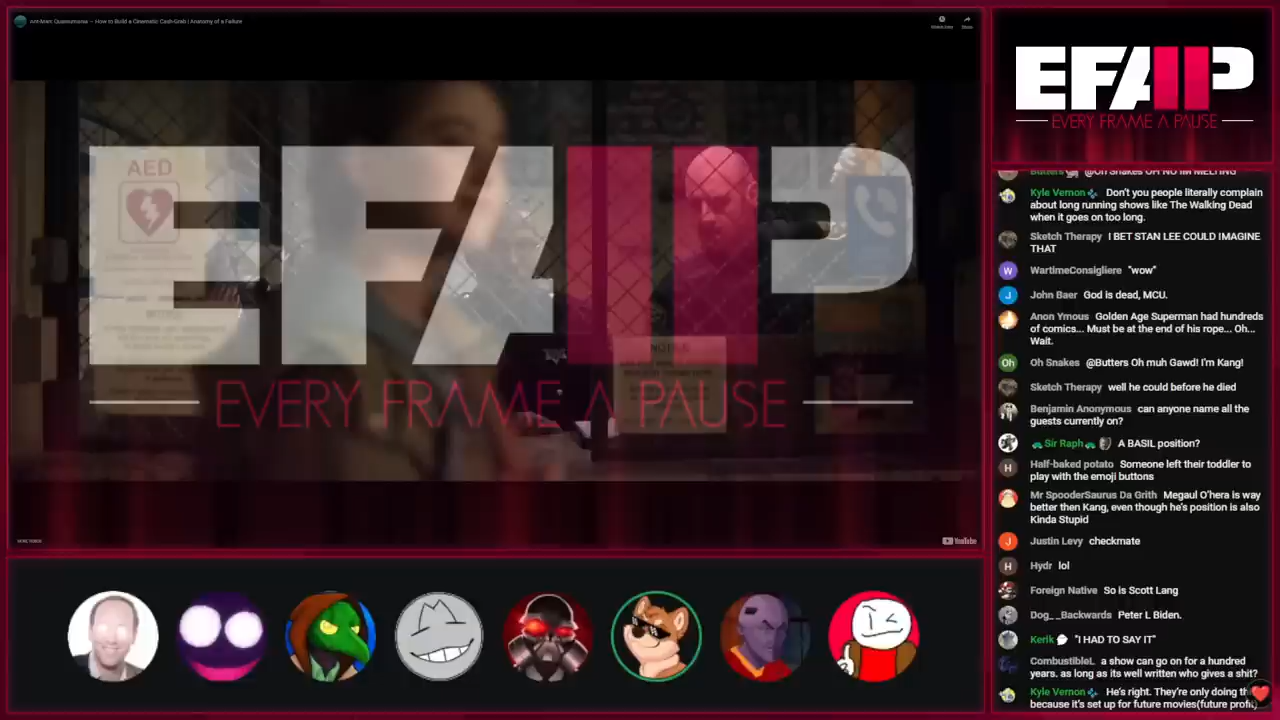 Ant-Man: Quantumania — How to Build a Cinematic Cash-Grab | Anatomy of a Failure
Share
EFAP
EVERY FRAME A PAUSE
AED
NOTICE
YouTube
EFAP
EVERY FRAME A PAUSE
Butters @Oh Snakes OH NO IM MELTING
Kyle Vernon Don't you people literally complain
about long running shows like The Walking Dead
when it goes on too long.
Sketch Therapy I BET STAN LEE COULD IMAGINE
THAT
W WartimeConsigliere "wow"
J John Baer God is dead, MCU.
Anon Ymous Golden Age Superman had hundreds
of comics... Must be at the end of his rope... Oh...
Wait.
Oh Oh Snakes @Butters Oh muh Gawd! I'm Kang!
Sketch Therapy well he could before he died
Benjamin Anonymous can anyone name all the
guests currently on?
Sir Raph A BASIL position?
H Half-baked potato Someone left their toddler to
play with the emoji buttons
Mr SpooderSaurus Da Grith Megaul O'hera is way
better then Kang, even though he's position is also
Kinda Stupid
J Justin Levy checkmate
H Hydr lol
Foreign Native So is Scott Lang
Dog__Backwards Peter L Biden.
Kerik "I HAD TO SAY IT"
CombustibleL a show can go on for a hundred
years. as long as its well written who gives a shit?
Kyle Vernon He's right. They're only doing th
because it's set up for future movies(future profit)